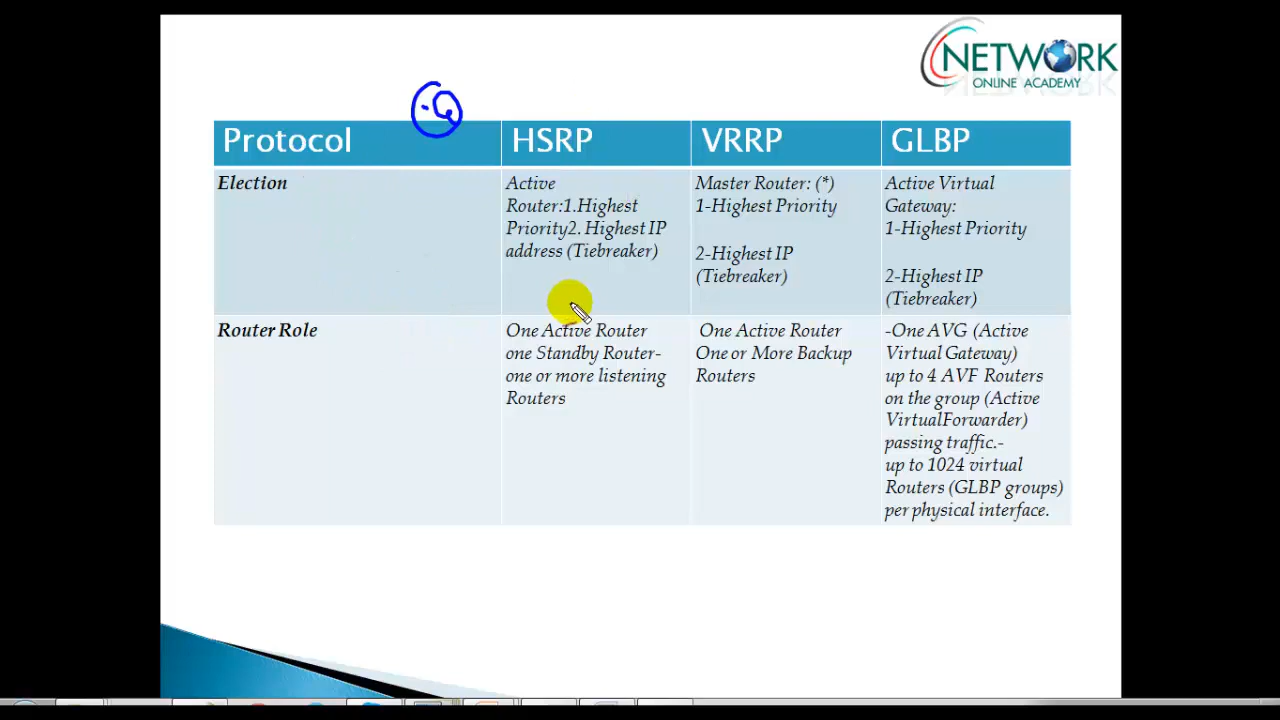 NETWORK
ONLINE ACADEMY
Protocol
HSRP
VRRP
GLBP
Election
Active
Router:1.Highest
Priority2. Highest IP
address (Tiebreaker)
Master Router: (*)
1-Highest Priority
2-Highest IP
(Tiebreaker)
Active Virtual
Gateway:
1-Highest Priority
2-Highest IP
(Tiebreaker)
Router Role
One Active Router
one Standby Router-
one or more listening
Routers
One Active Router
One or More Backup
Routers
-One AVG (Active
Virtual Gateway)
up to 4 AVF Routers
on the group (Active
VirtualForwarder)
passing traffic.-
up to 1024 virtual
Routers (GLBP groups)
per physical interface.